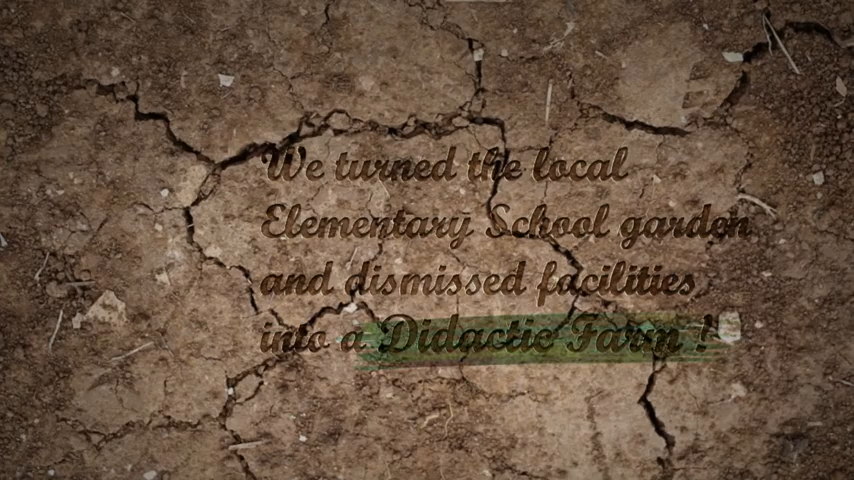 We turned the local
Elementary School garden
and dismissed facilities
into a Didactic Farm !